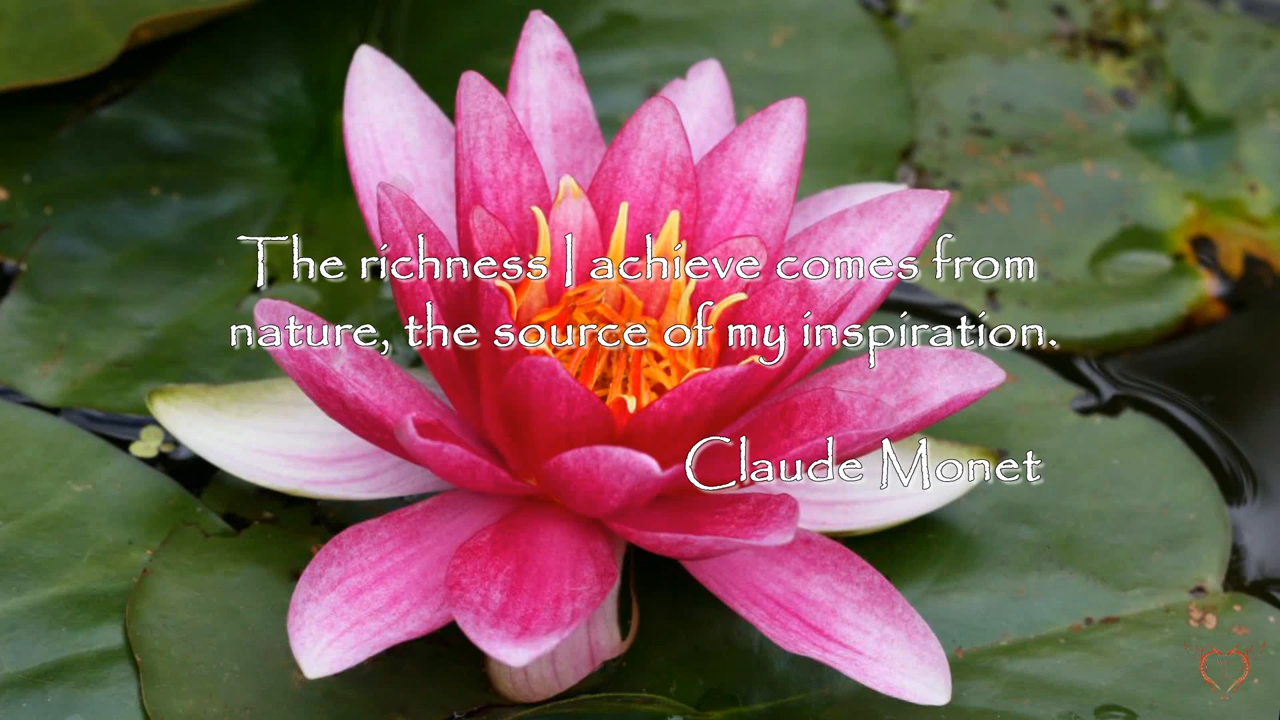 The richness I achieve comes from
nature, the source of my inspiration.
Claude Monet